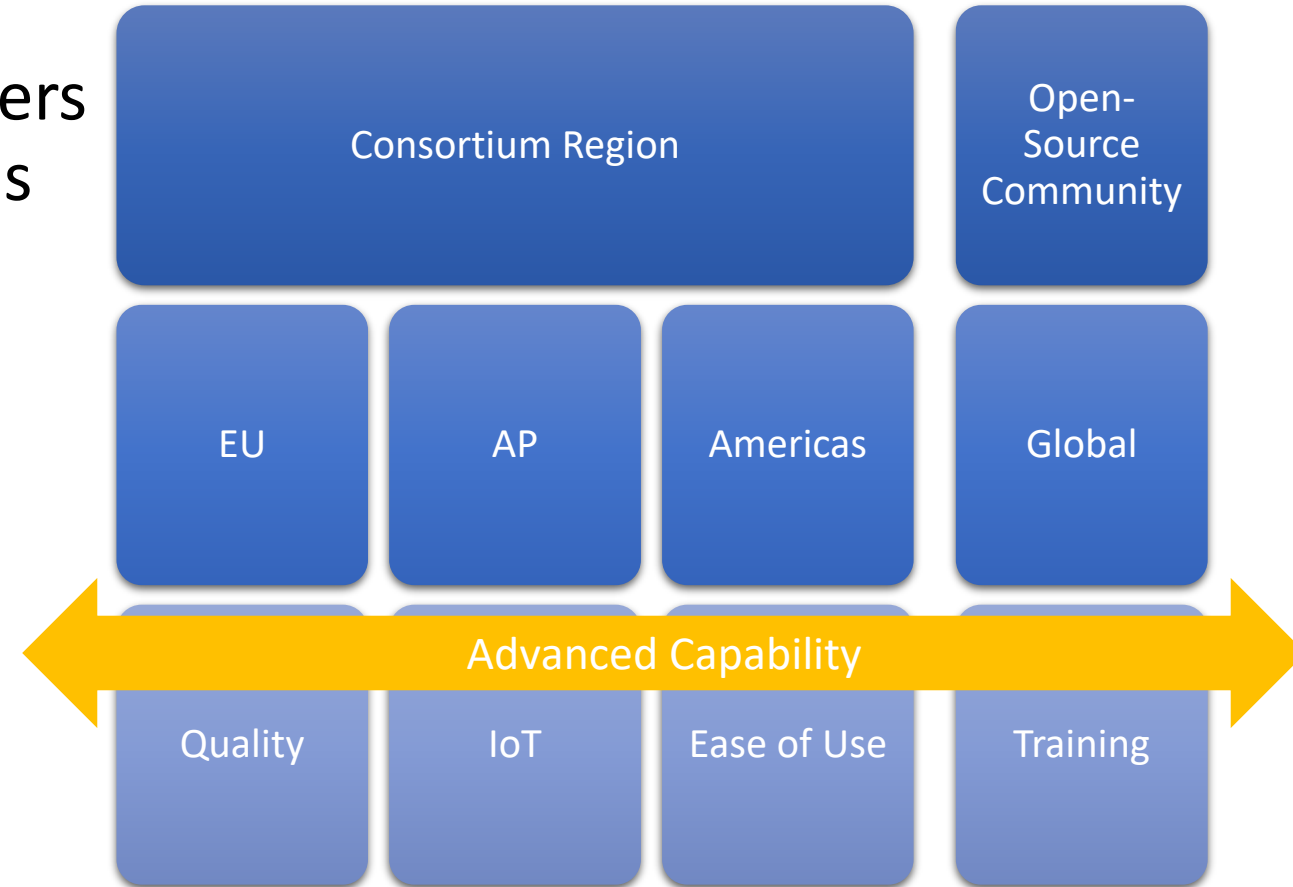 ers
s
Consortium Region
Open-
Source
Community
EU
AP
Americas
Global
Advanced Capability
Quality
IoT
Ease of Use
Training